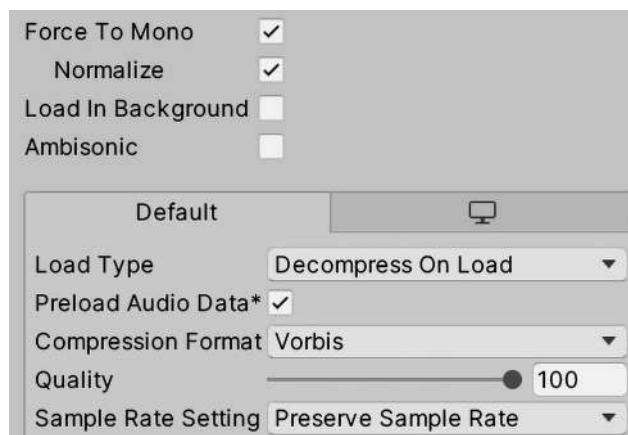 Force To Mono
Normalize
Load In Background
Ambisonic
Default
Load Type Decompress On Load
Preload Audio Data*
Compression Format Vorbis
Quality 100
Sample Rate Setting Preserve Sample Rate